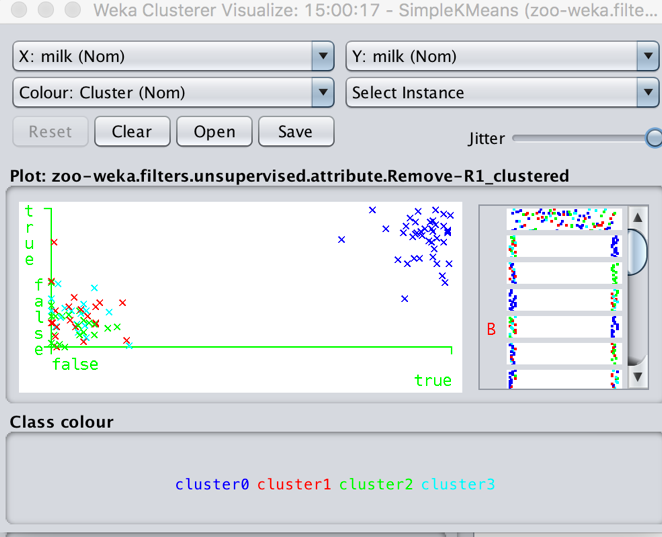 Weka Clusterer Visualize: 15:00:17 - SimpleKMeans (zoo-weka.filte...
X: milk (Nom) Y: milk (Nom)
Colour: Cluster (Nom) Select Instance
Reset Clear Open Save Jitter
Plot: zoo-weka.filters.unsupervised.attribute.Remove-R1_clustered
true
false
false
true
B
Class colour
cluster0 cluster1 cluster2 cluster3